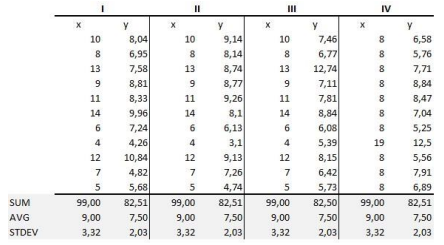 I II III IV
x y x y x y x y
10 8,04 10 9,14 10 7,46 8 6,58
8 6,95 8 8,14 8 6,77 8 5,76
13 7,58 13 8,74 13 12,74 8 7,71
9 8,81 9 8,77 9 7,11 8 8,84
11 8,33 11 9,26 11 7,81 8 8,47
14 9,96 14 8,1 14 8,84 8 7,04
6 7,24 6 6,13 6 6,08 8 5,25
4 4,26 4 3,1 4 5,39 19 12,5
12 10,84 12 9,13 12 8,15 8 5,56
7 4,82 7 7,26 7 6,42 8 7,91
5 5,68 5 4,74 5 5,73 8 6,89
SUM 99,00 82,51 99,00 82,51 99,00 82,50 99,00 82,51
AVG 9,00 7,50 9,00 7,50 9,00 7,50 9,00 7,50
STDEV 3,32 2,03 3,32 2,03 3,32 2,03 3,32 2,03